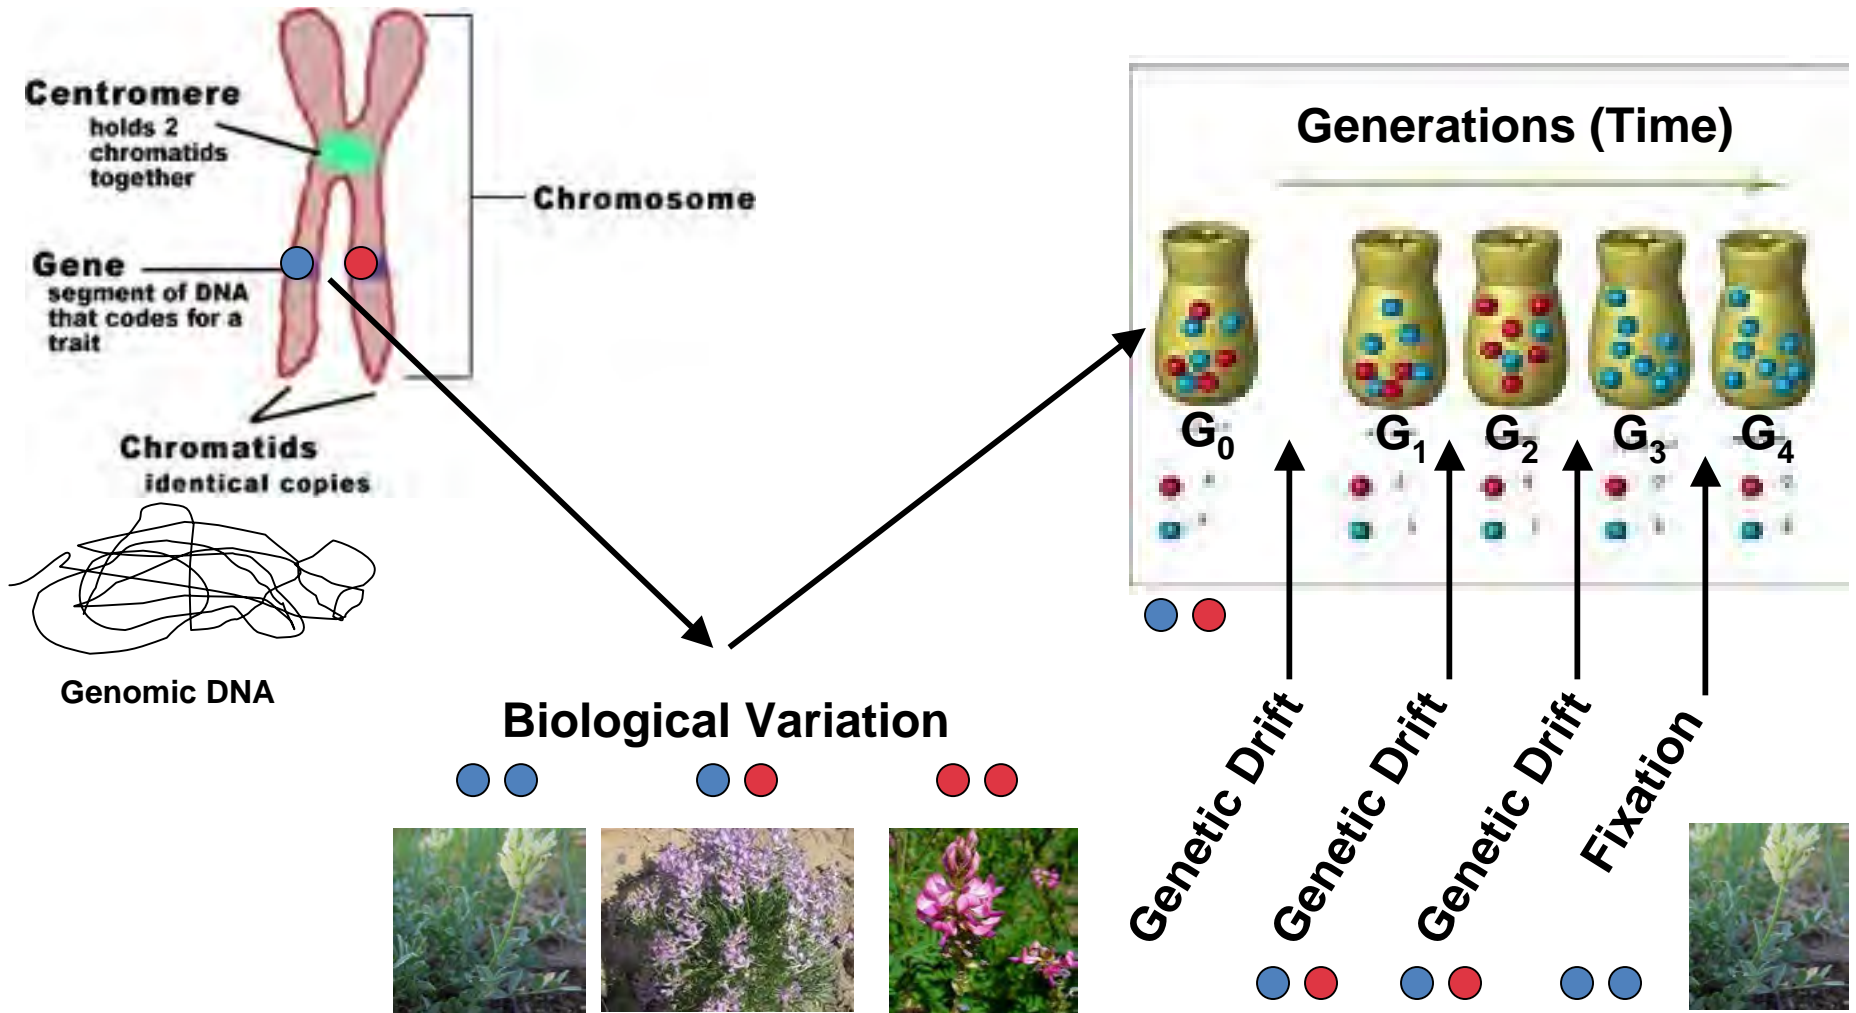 Centromere
holds 2
chromatids
together
Chromosome
Gene
segment of DNA
that codes for a
trait
Chromatids
identical copies
Genomic DNA
Biological Variation
Generations (Time)
G0
G1
G2
G3
G4
Genetic Drift
Genetic Drift
Genetic Drift
Fixation